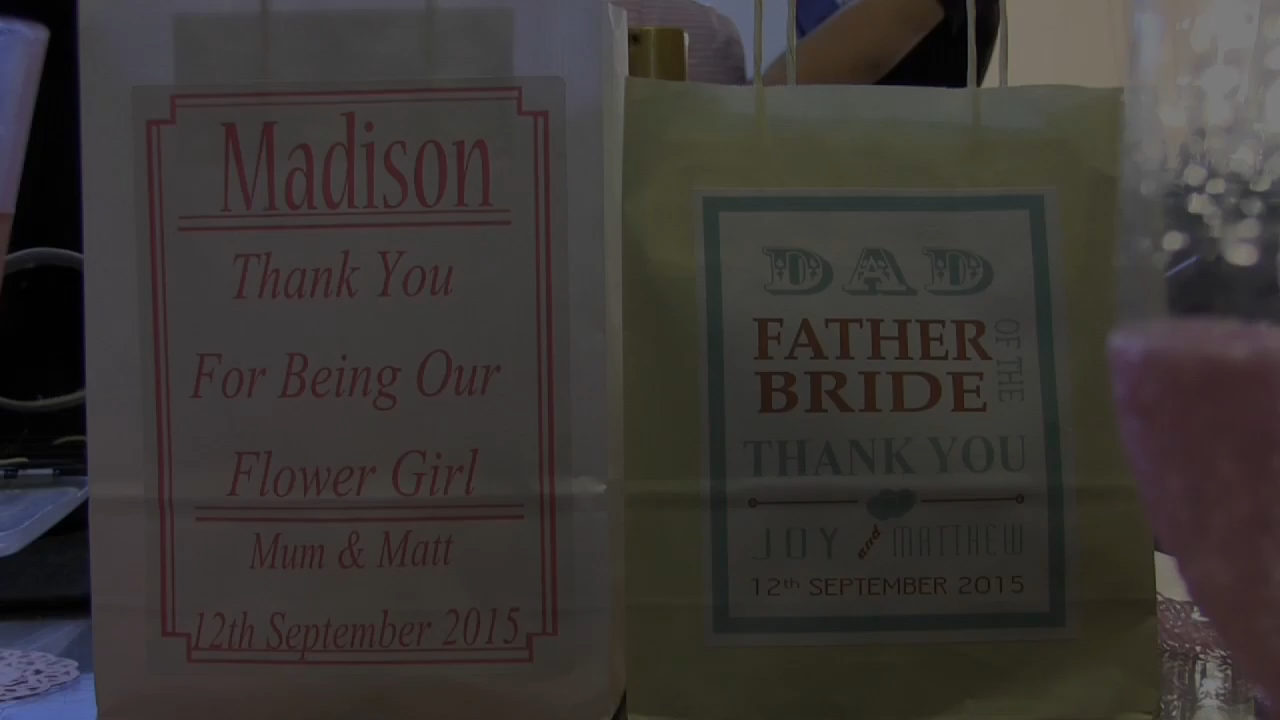 Madison
Thank You
For Being Our
Flower Girl
Mum & Matt
12th September 2015
DAD
FATHER
BRIDE
OF THE
THANK YOU
JOY and MATTHEW
12th SEPTEMBER 2015